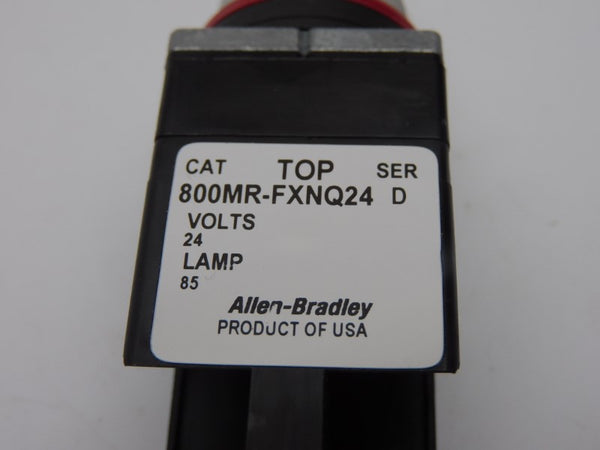 CAT TOP SER
800MR-FXNQ24 D
VOLTS
24
LAMP
85
Allen-Bradley
PRODUCT OF USA